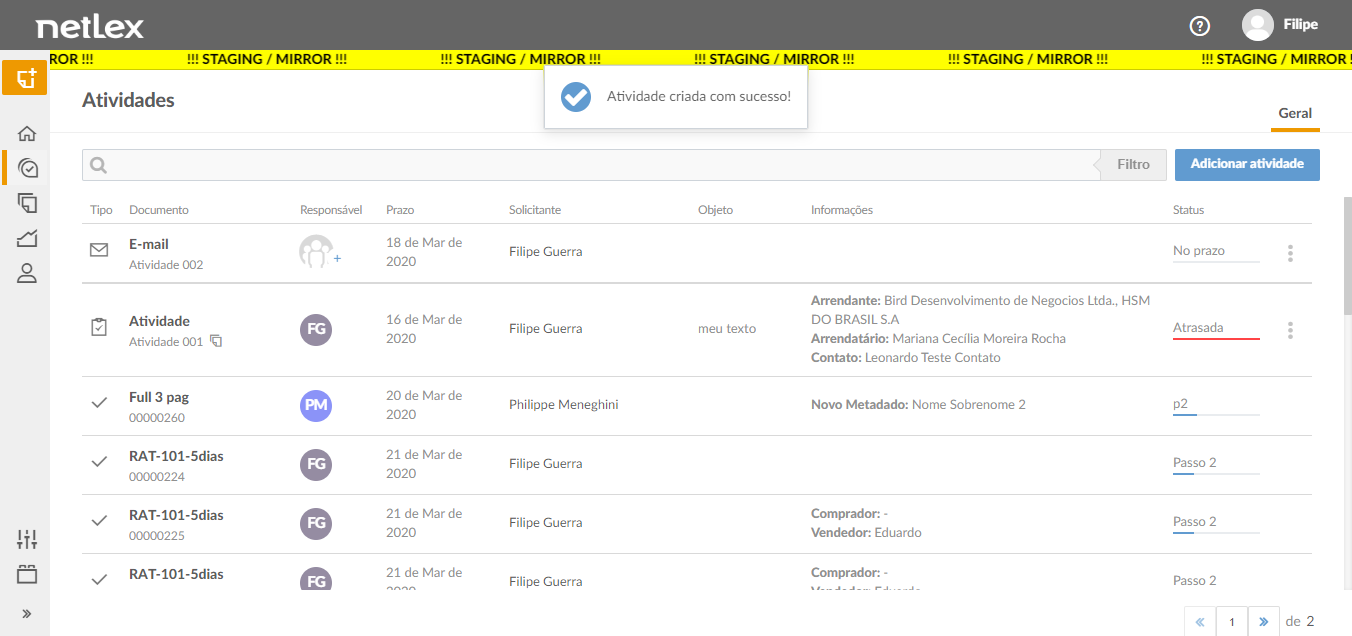 netlex
Filipe
ROR !!! !!! STAGING / MIRROR !!! !!! STAGING / MIRROR !!! !!! STAGING / MIRROR !!! !!! STAGING / MIRROR !!! !!! STAGING / MIRROR !
Atividades
Atividade criada com sucesso!
Geral
Filtro
Adicionar atividade
Tipo Documento Responsável Prazo Solicitante Objeto Informações Status
E-mail
Atividade 002
18 de Mar de
2020
Filipe Guerra
No prazo
Atividade
Atividade 001
FG
16 de Mar de
2020
Filipe Guerra
meu texto
Arrendante: Bird Desenvolvimento de Negocios Ltda., HSM
DO BRASIL S.A
Arrendatário: Mariana Cecília Moreira Rocha
Contato: Leonardo Teste Contato
Atrasada
Full 3 pag
00000260
PM
20 de Mar de
2020
Philippe Meneghini
Novo Metadado: Nome Sobrenome 2
p2
RAT-101-5dias
00000224
FG
21 de Mar de
2020
Filipe Guerra
Passo 2
RAT-101-5dias
00000225
FG
21 de Mar de
2020
Filipe Guerra
Comprador: -
Vendedor: Eduardo
Passo 2
RAT-101-5dias
FG
21 de Mar de
2020
Filipe Guerra
Comprador: -
Vendedor: Eduardo
Passo 2
« 1 » de 2